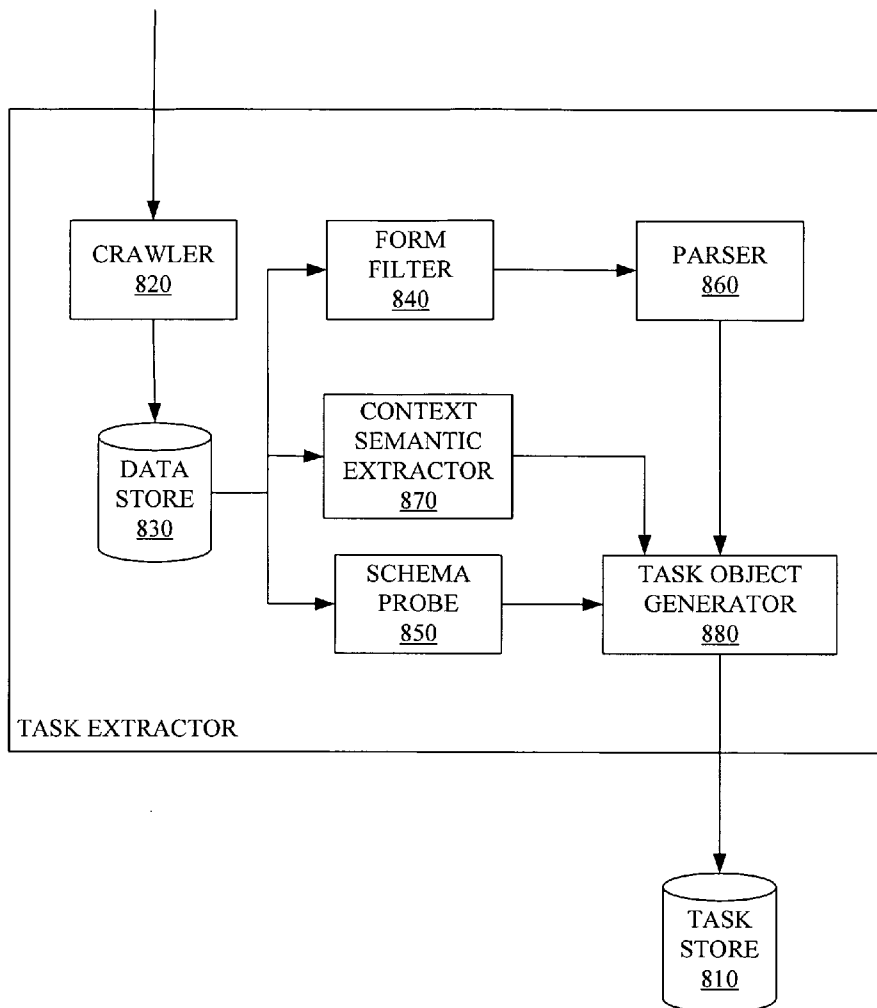 CRAWLER
820
FORM
FILTER
840
PARSER
860
DATA
STORE
830
CONTEXT
SEMANTIC
EXTRACTOR
870
SCHEMA
PROBE
850
TASK OBJECT
GENERATOR
880
TASK EXTRACTOR
TASK
STORE
810